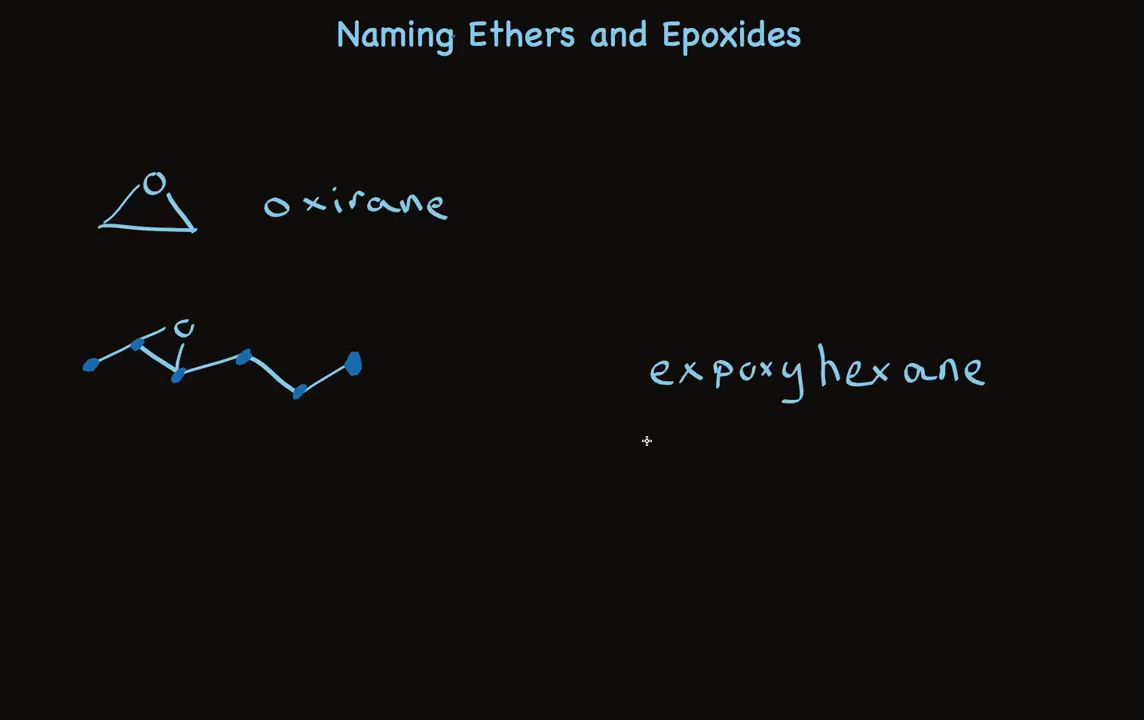 Naming Ethers and Epoxides
O
oxirane
O
expoxyhexane